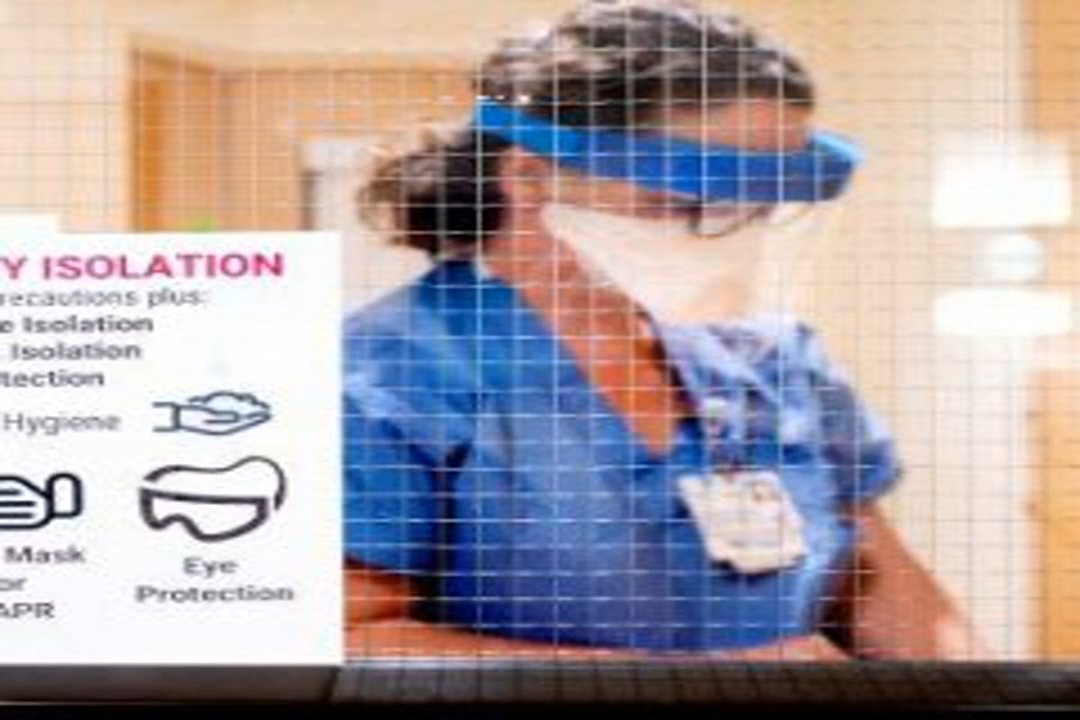 Y ISOLATION
recautions plus:
e Isolation
Isolation
tection
Hygiene
Mask
or
APR
Eye
Protection